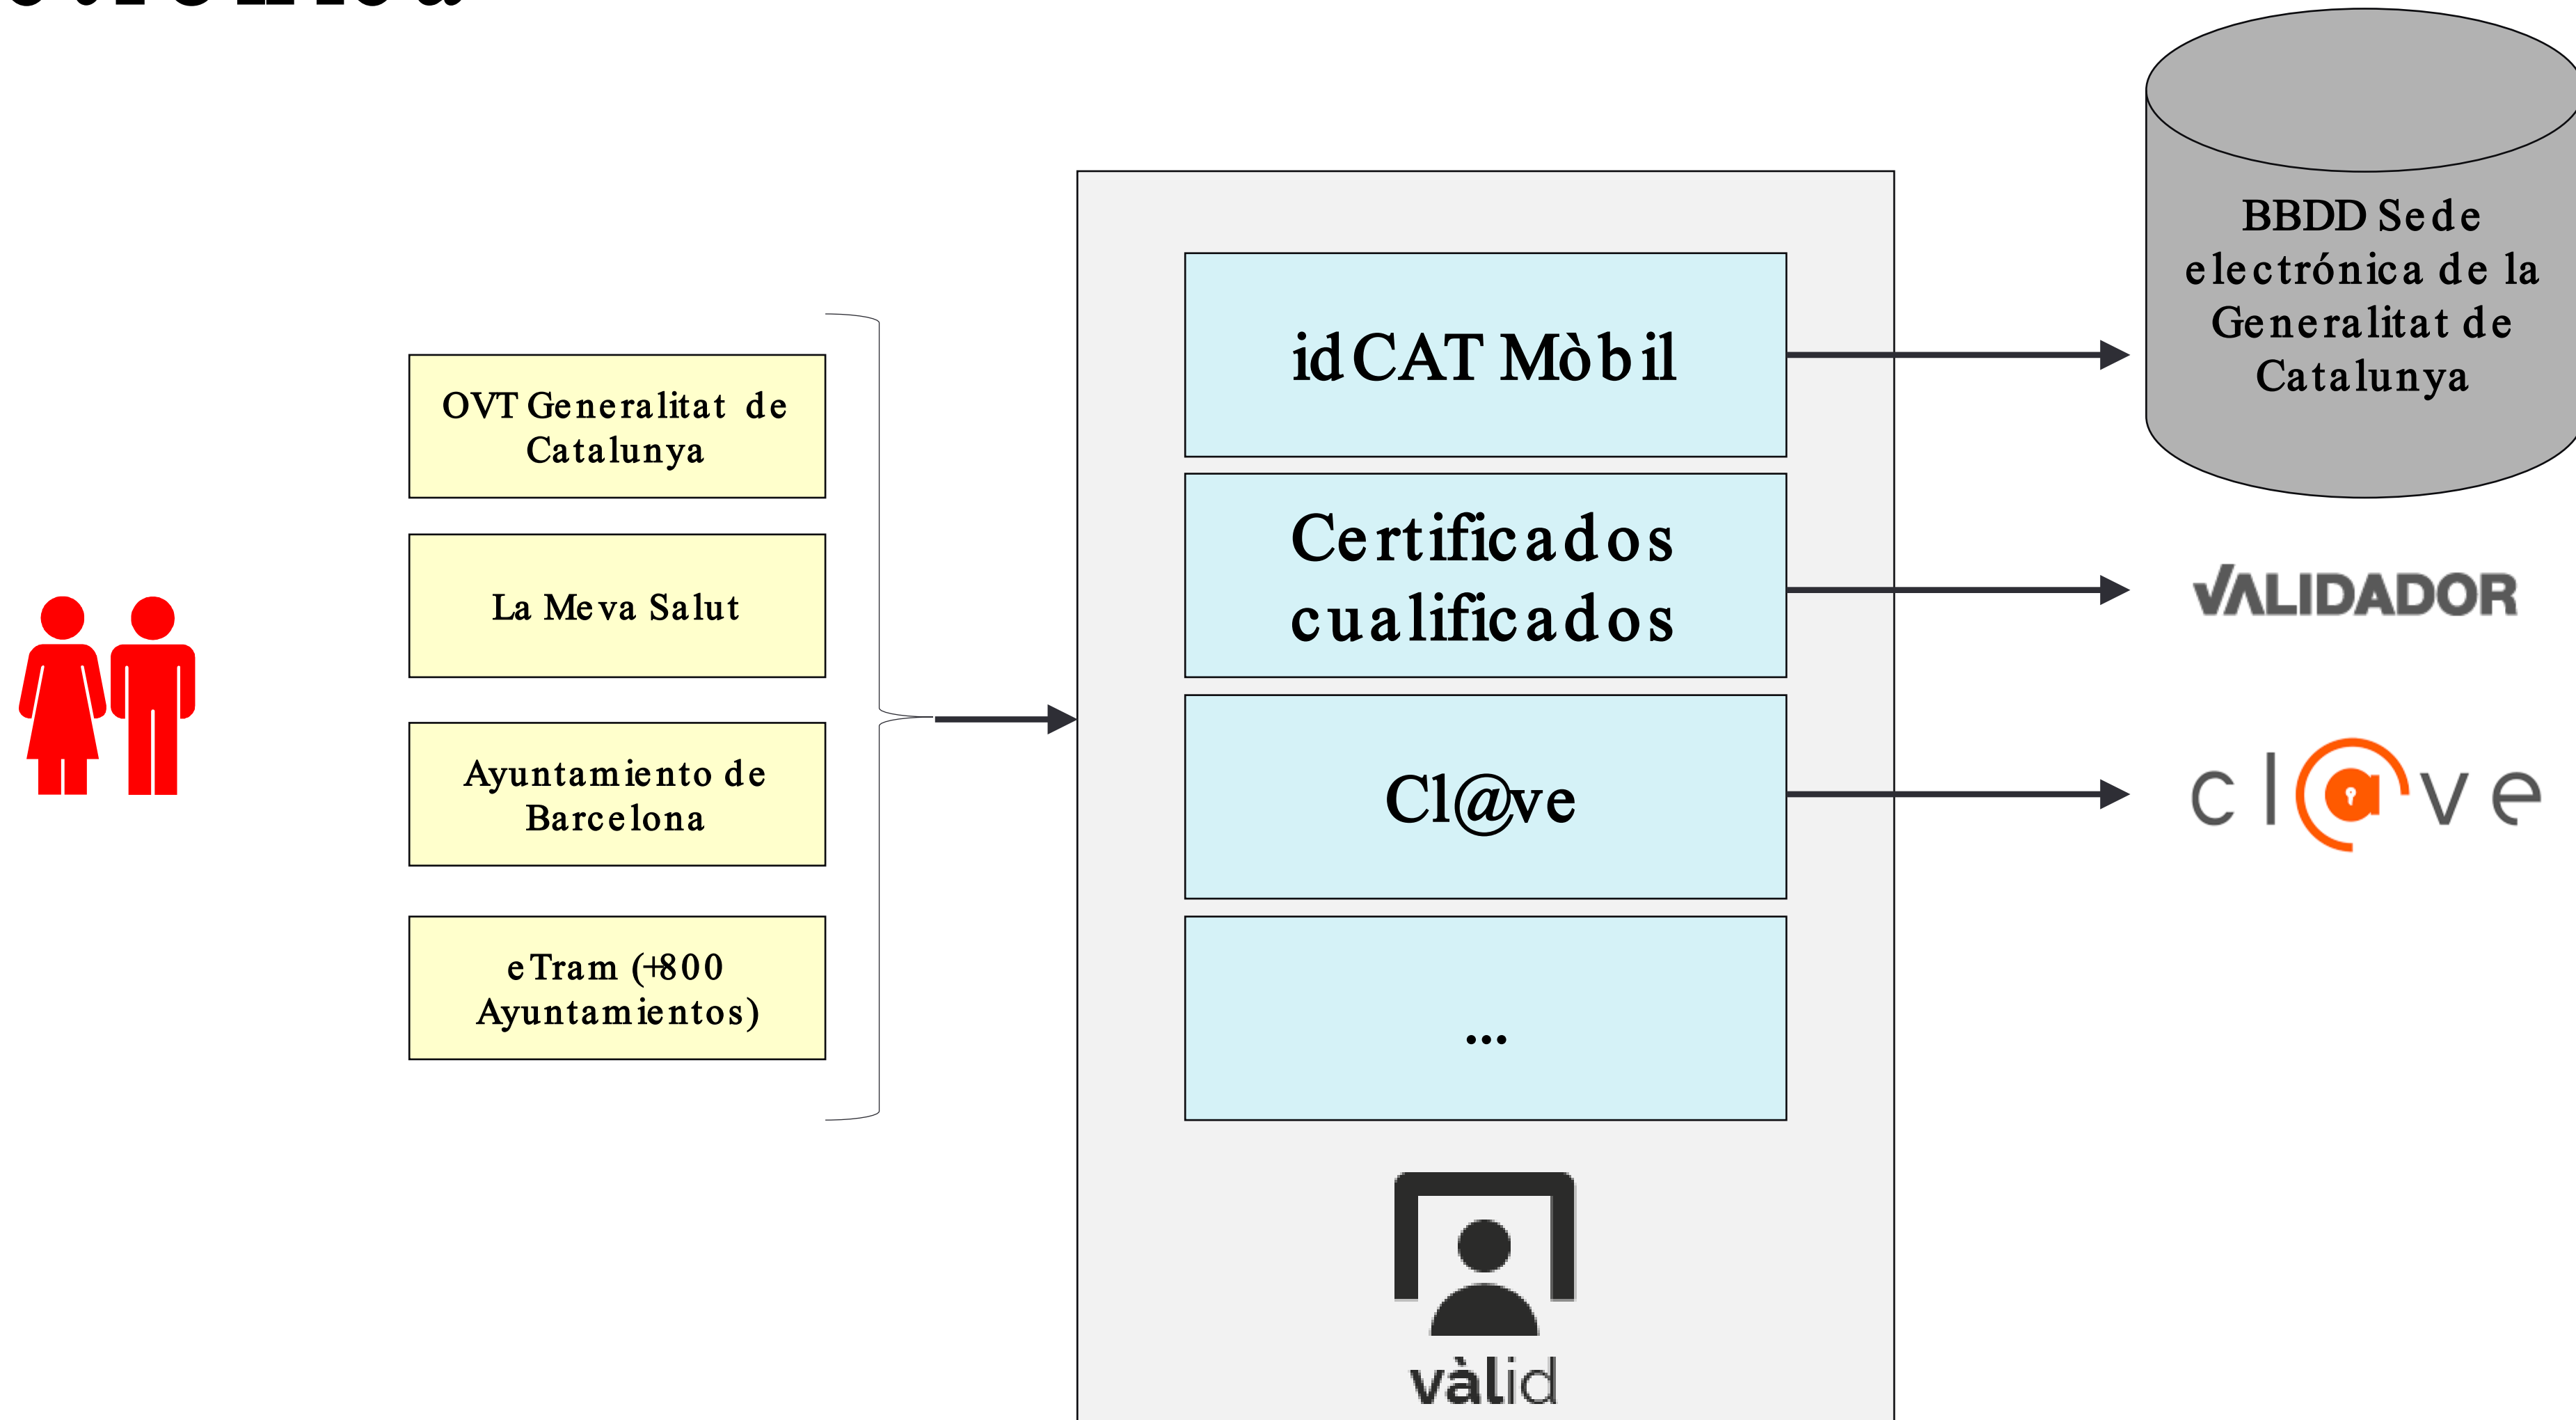 OVT Generalitat de
Catalunya
La Meva Salut
Ayuntamiento de
Barcelona
eTram (+800
Ayuntamientos)
idCAT Mòbil
Certificados
cualificados
Cl@ve
...
vàlid
BBDD Sede
electrónica de la
Generalitat de
Catalunya
VALIDADOR
cl@ve